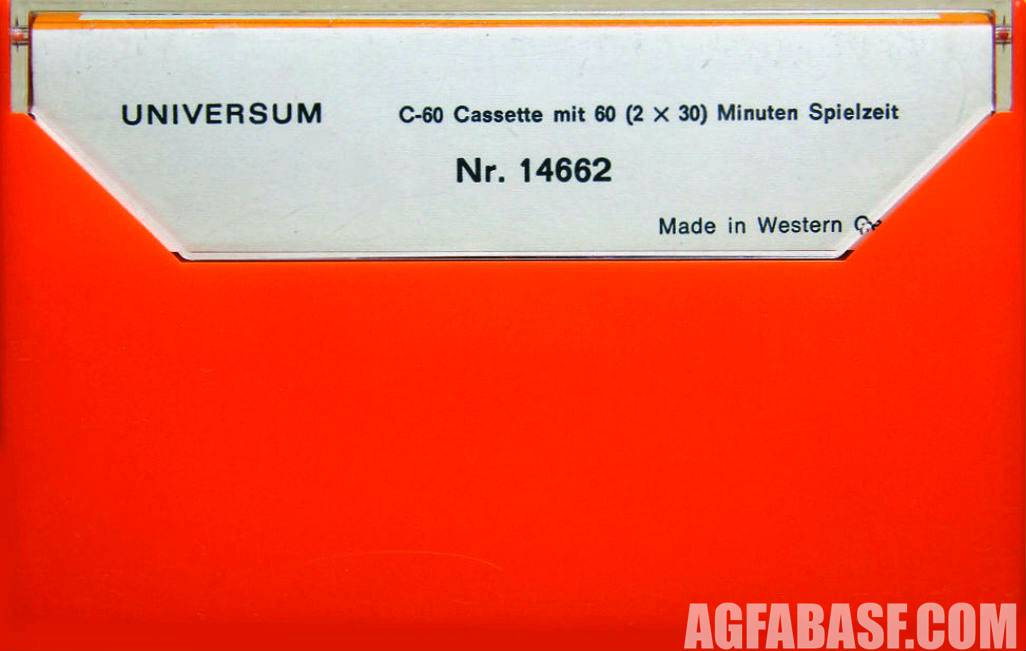 UNIVERSUM
C-60 Cassette mit 60 (2 × 30) Minuten Spielzeit
Nr. 14662
Made in Western
AGFABASF.COM